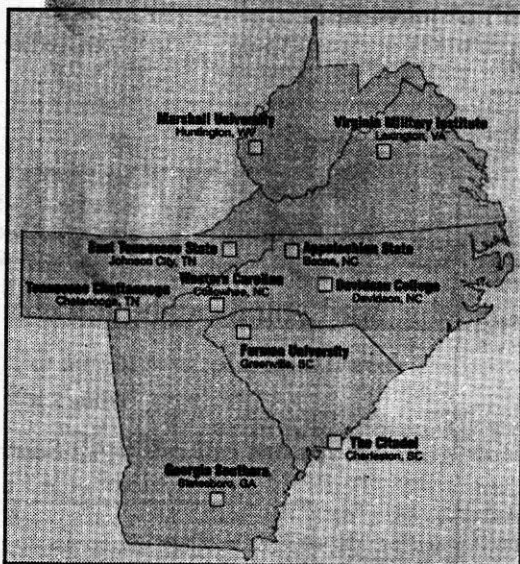 Marshall University
Huntington, WV
Virginia Military Institute
Lexington, VA
East Tennessee State
Johnson City, TN
Appalachian State
Boone, NC
Western Carolina
Cullowhee, NC
Tennessee Chattanooga
Chatanooga, TN
Davidson College
Davidson, NC
Furman University
Greenville, SC
The Citadel
Charleston, SC
Georgia Southern
Statesboro, GA